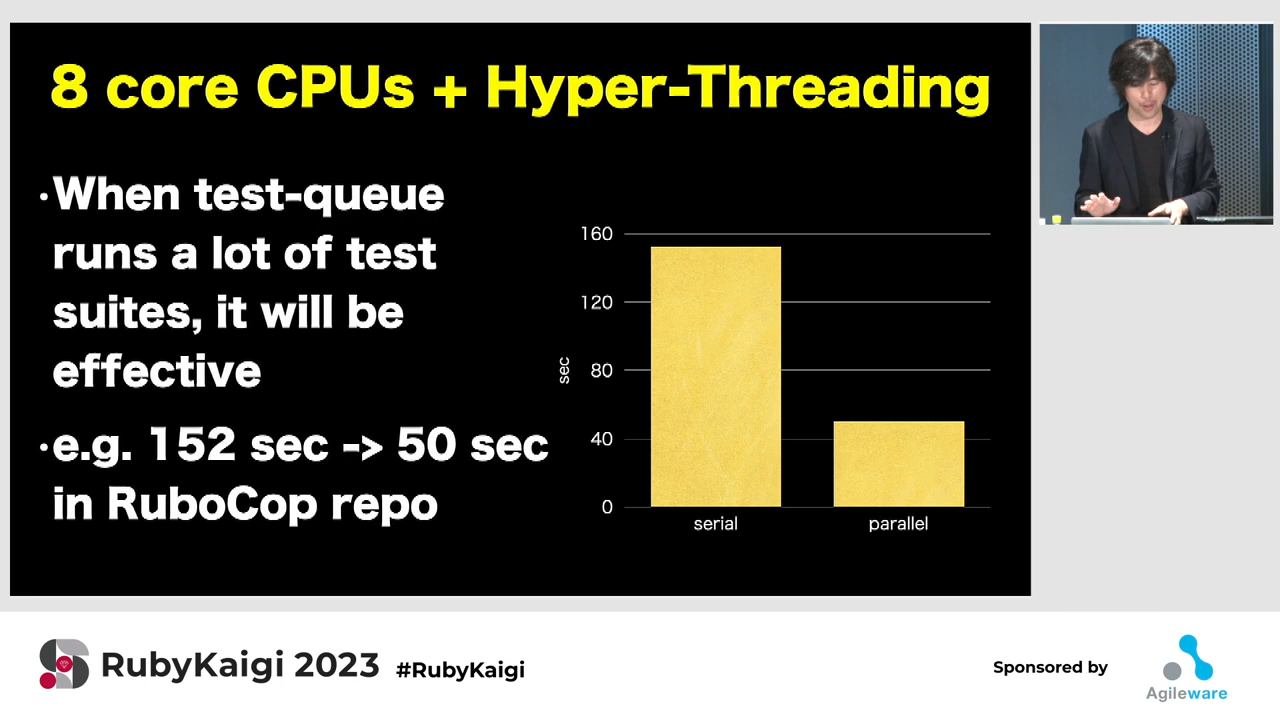 8 core CPUs + Hyper-Threading
・When test-queue
runs a lot of test
suites, it will be
effective
・e.g. 152 sec -> 50 sec
in RuboCop repo
160
120
80
40
0
sec
serial
parallel
RubyKaigi 2023 #RubyKaigi
Sponsored by
Agileware